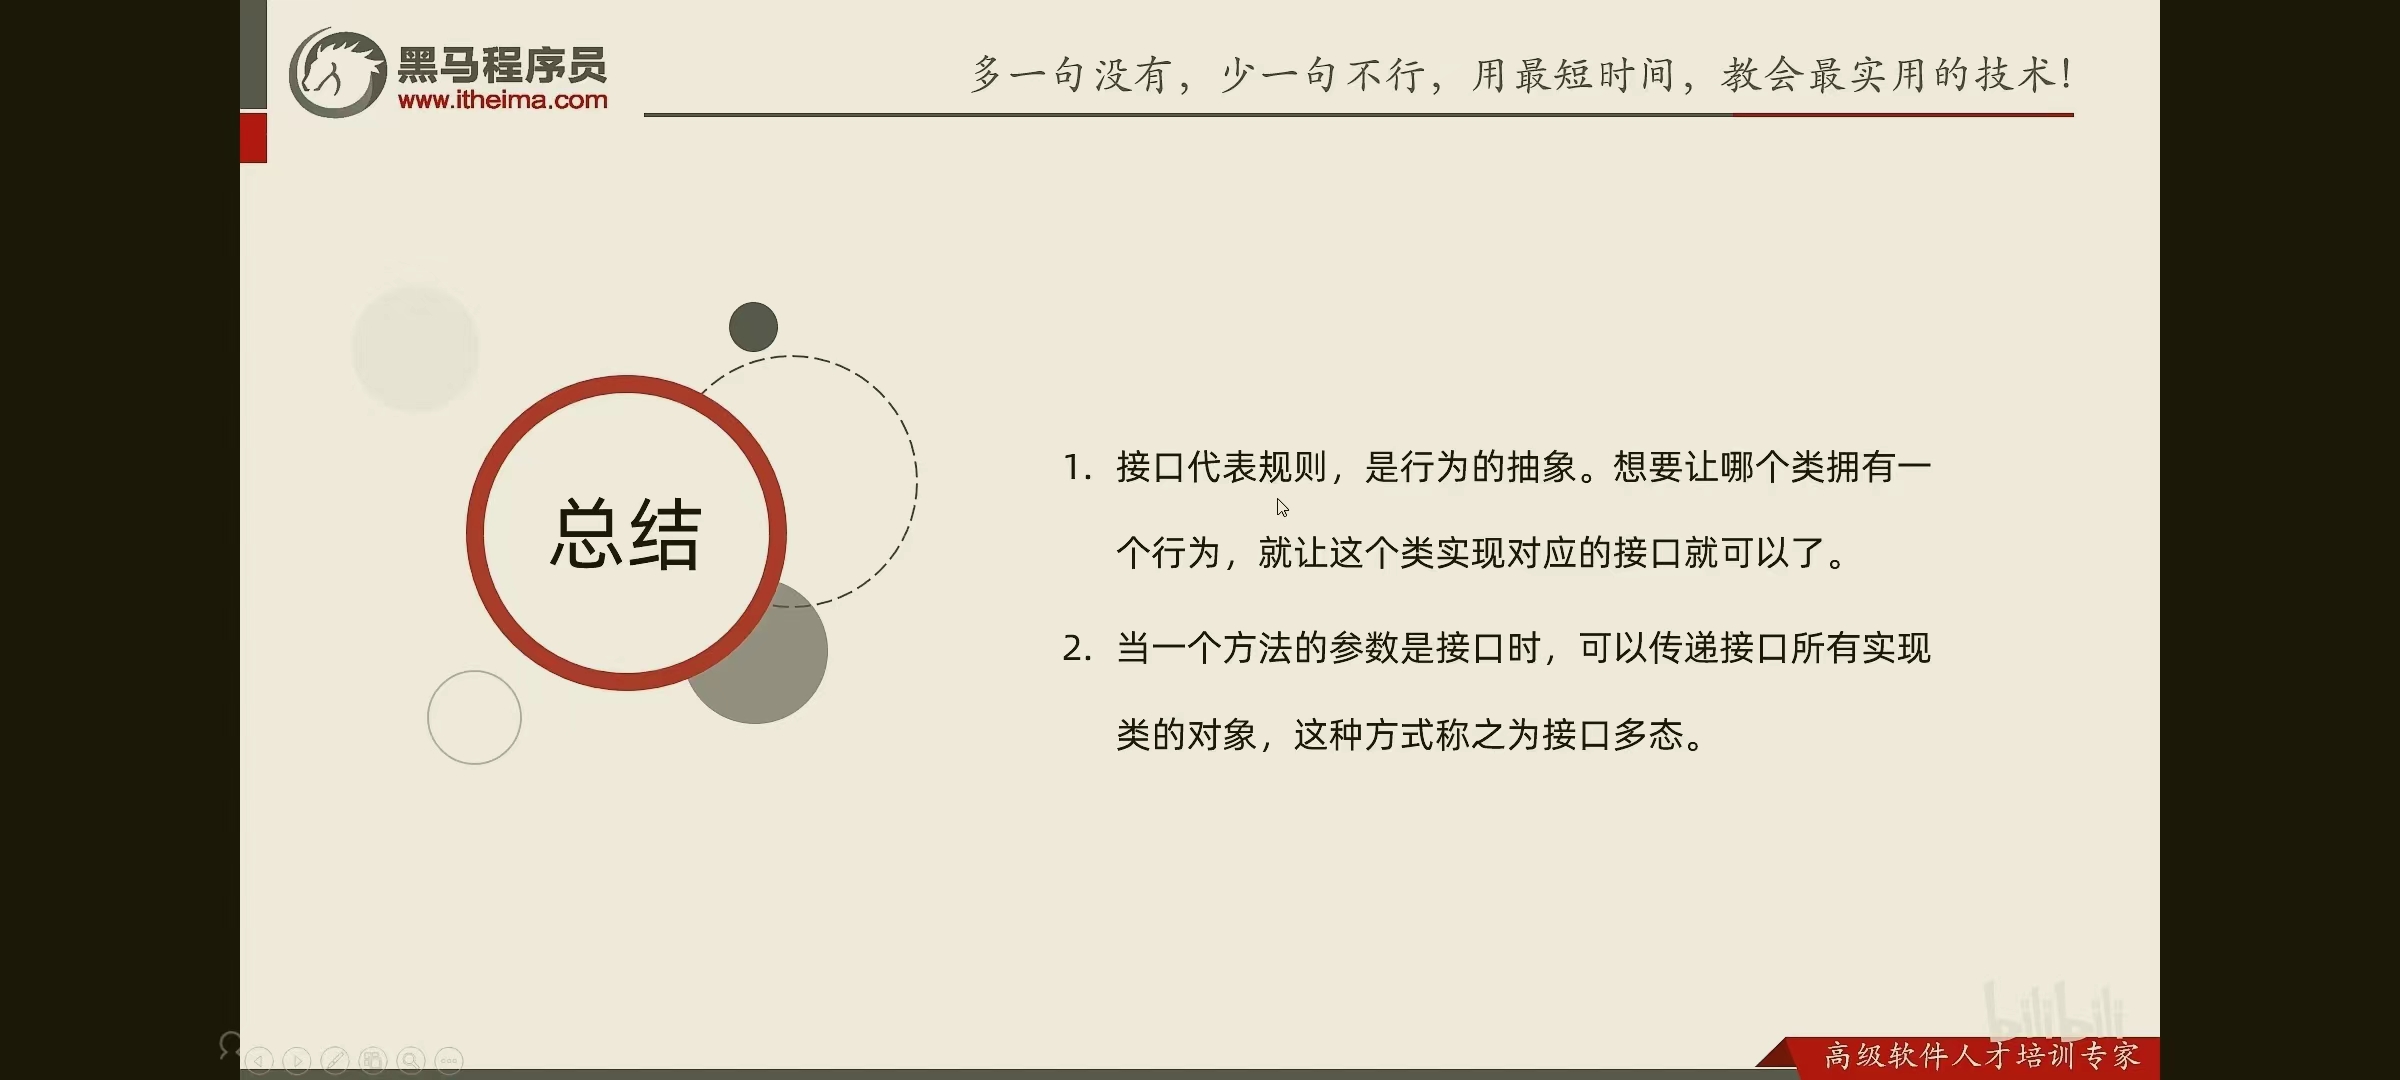 黑马程序员
www.itheima.com
多一句没有，少一句不行，用最短时间，教会最实用的技术！
总结
1. 接口代表规则，是行为的抽象。想要让哪个类拥有一
个行为，就让这个类实现对应的接口就可以了。
2. 当一个方法的参数是接口时，可以传递接口所有实现
类的对象，这种方式称之为接口多态。
bilibili
高级软件人才培训专家